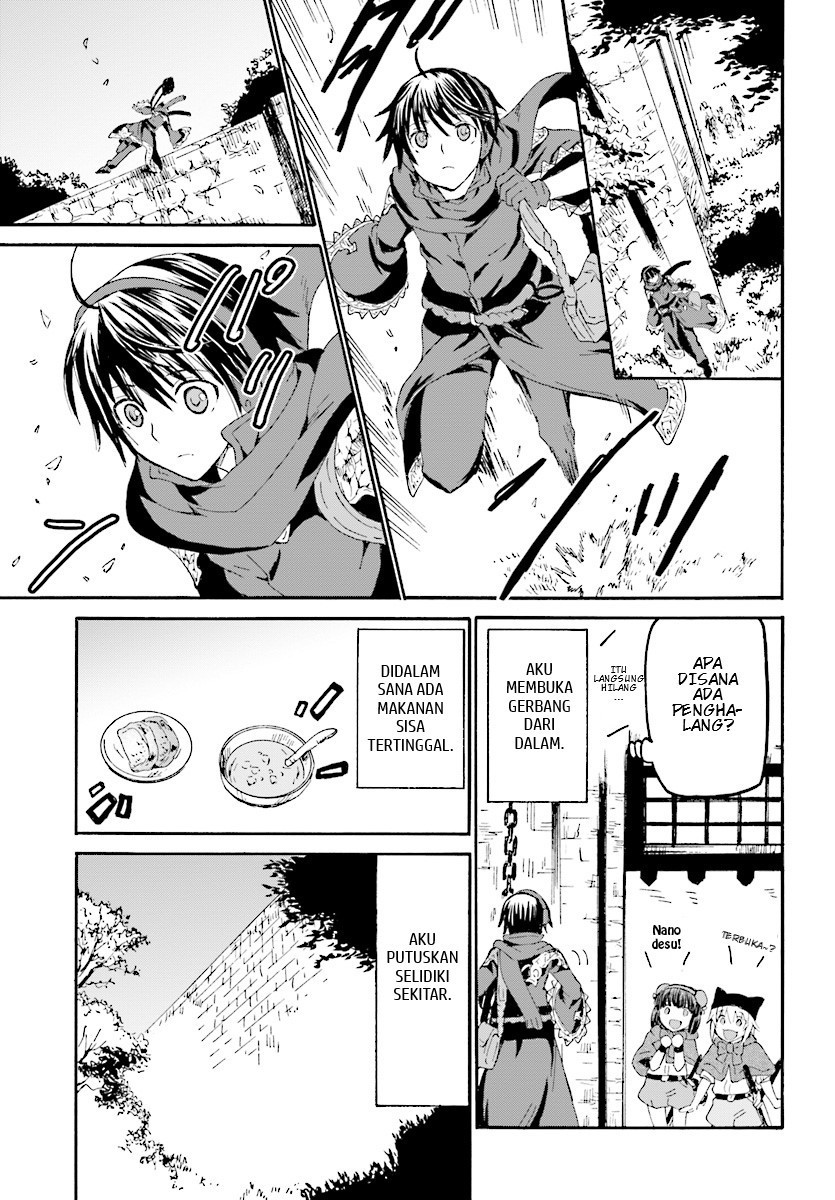 APA
DISANA
ADA
PENGHA-
LANG?
ITU
LANGSUNG
HILANG
...
AKU
MEMBUKA
GERBANG
DARI
DALAM.
Nano
desu!
TERBUKA~?
DIDALAM
SANA ADA
MAKANAN
SISA
TERTINGGAL.
AKU
PUTUSKAN
SELIDIKI
SEKITAR.